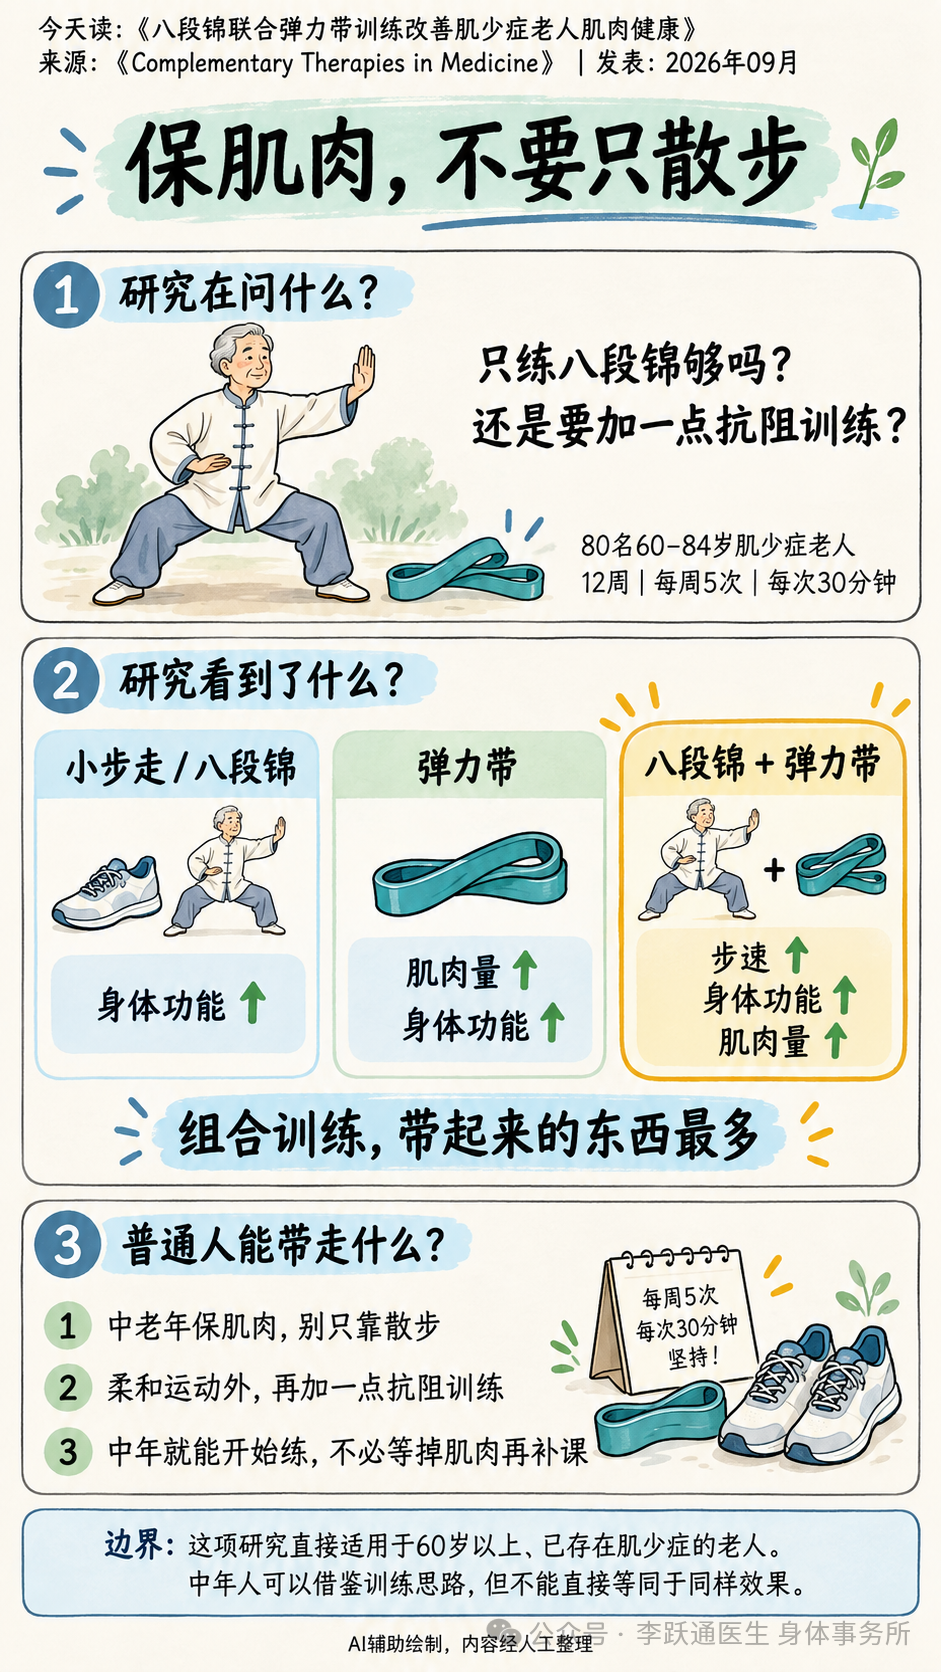 今天读：《八段锦联合弹力带训练改善肌少症老人肌肉健康》
来源：《Complementary Therapies in Medicine》 | 发表：2026年09月
保肌肉，不要只散步
1 研究在问什么？
只练八段锦够吗？
还是要加一点抗阻训练？
80名60-84岁肌少症老人
12周 | 每周5次 | 每次30分钟
2 研究看到了什么？
小步走 / 八段锦
身体功能 ↑
弹力带
肌肉量 ↑
身体功能 ↑
八段锦 + 弹力带
+
步速 ↑
身体功能 ↑
肌肉量 ↑
组合训练，带起来的东西最多
3 普通人能带走什么？
1 中老年保肌肉，别只靠散步
2 柔和运动外，再加一点抗阻训练
3 中年就能开始练，不必等掉肌肉再补课
每周5次
每次30分钟
坚持！
边界：这项研究直接适用于60岁以上、已存在肌少症的老人。
中年人可以借鉴训练思路，但不能直接等同于同样效果。
公众号 · 李跃通医生 身体事务所
AI辅助绘制，内容经人工整理